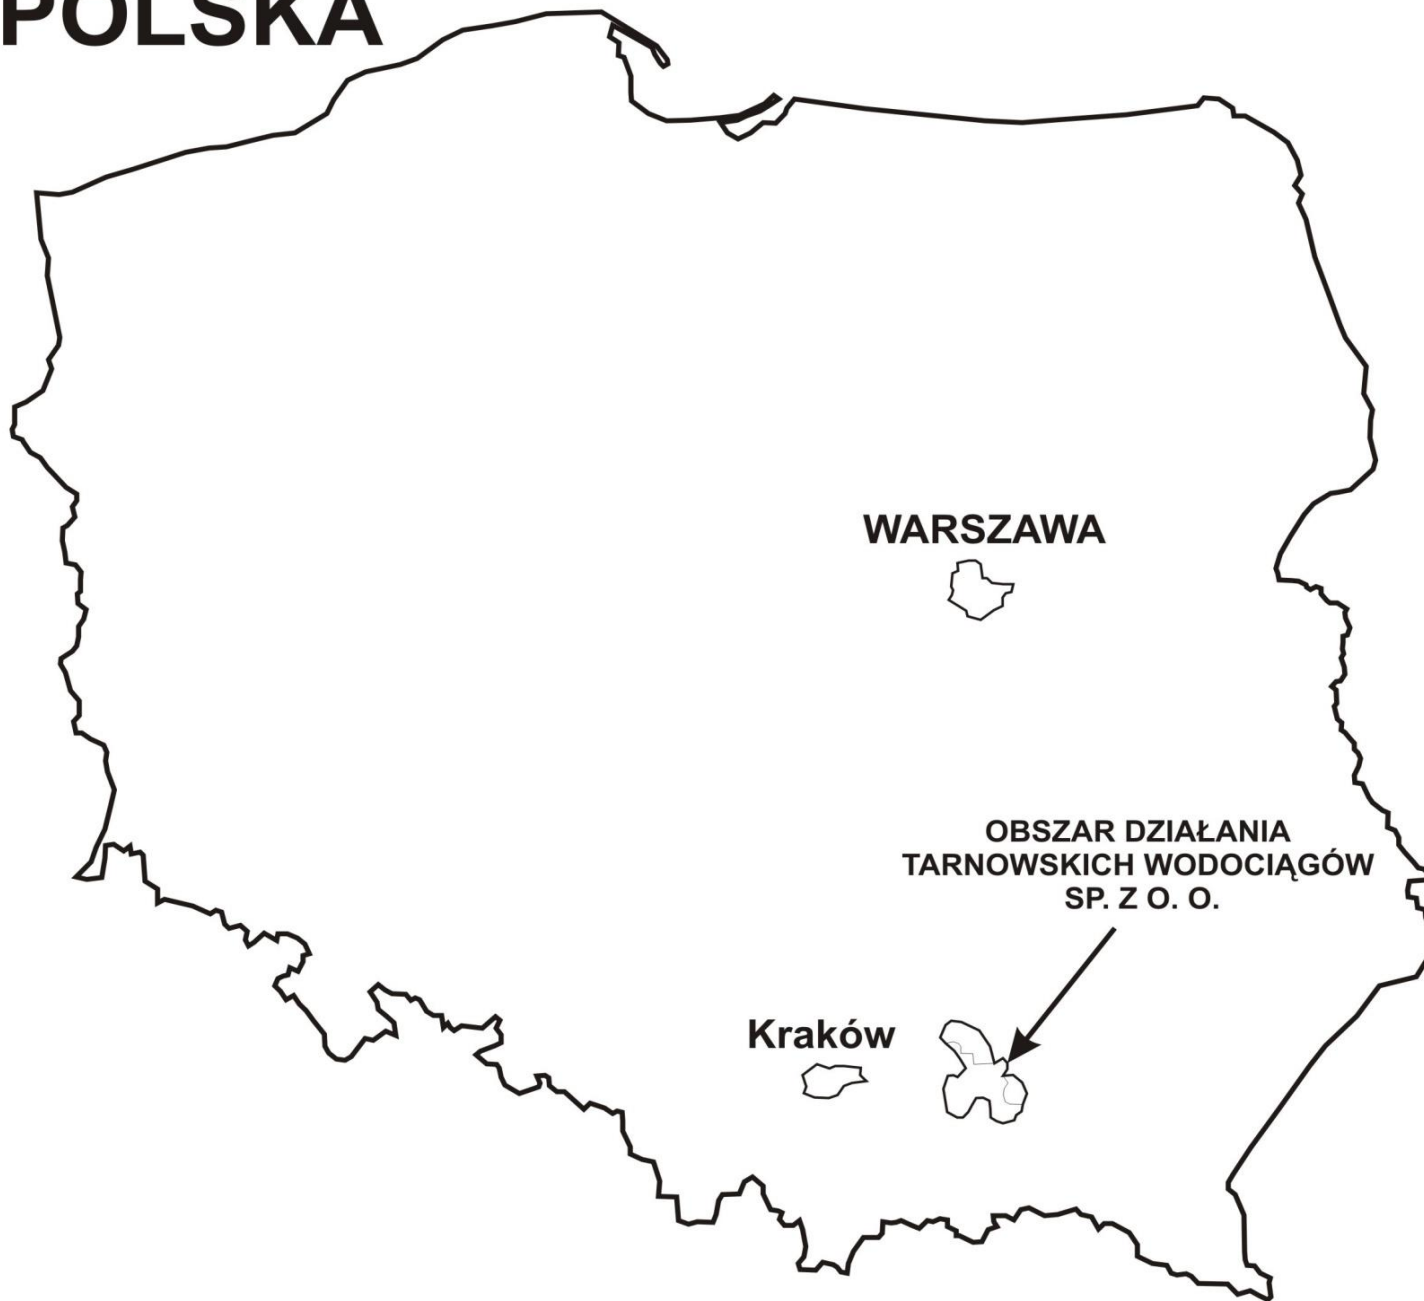 POLSKA
WARSZAWA
OBSZAR DZIAŁANIA
TARNOWSKICH WODOCIĄGÓW
SP. Z O. O.
Kraków